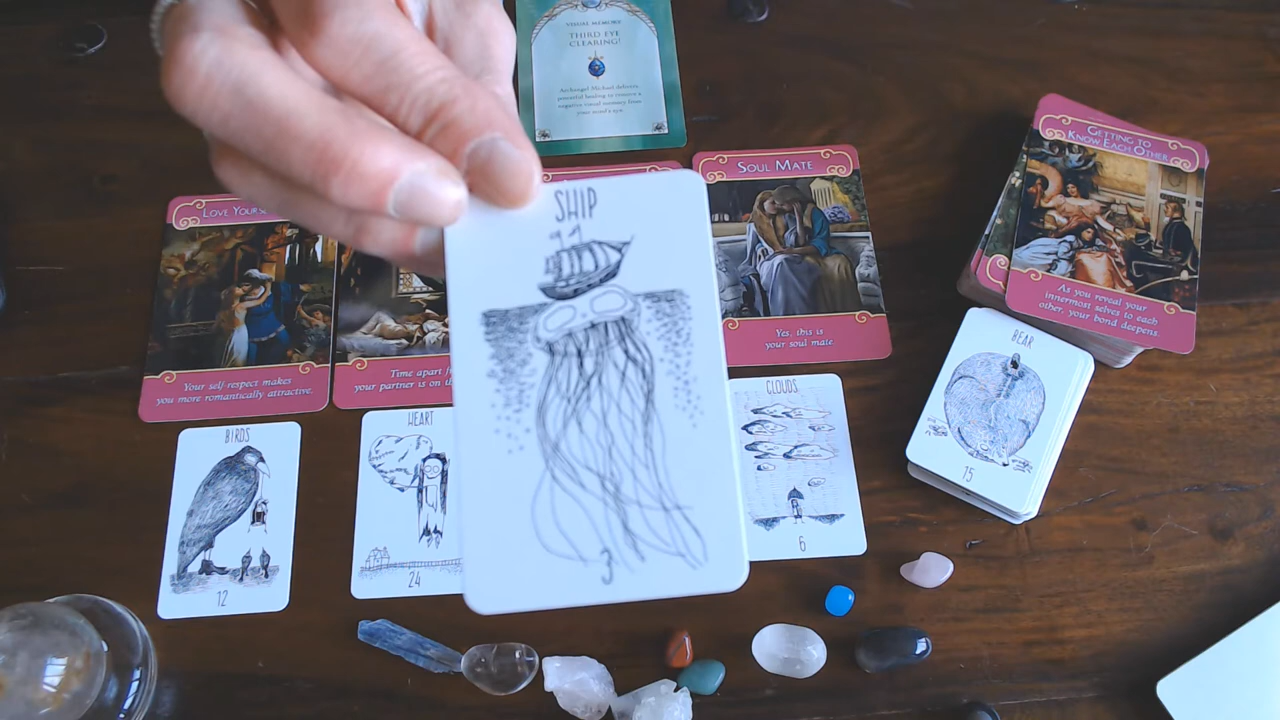 VISUAL MEMORY
THIRD EYE
CLEARING!
Archangel Michael delivers
powerful healing to remove a
negative visual memory from
your mind's eye.
LOVE YOURS
Your self-respect makes
you more romantically attractive.
Time apart
your partner is on
SOUL MATE
Yes, this is
your soul mate.
GETTING TO
KNOW EACH OTHER
As you reveal your
innermost selves to each
other, your bond deepens.
SHIP
3
BIRDS
12
HEART
24
CLOUDS
6
BEAR
15